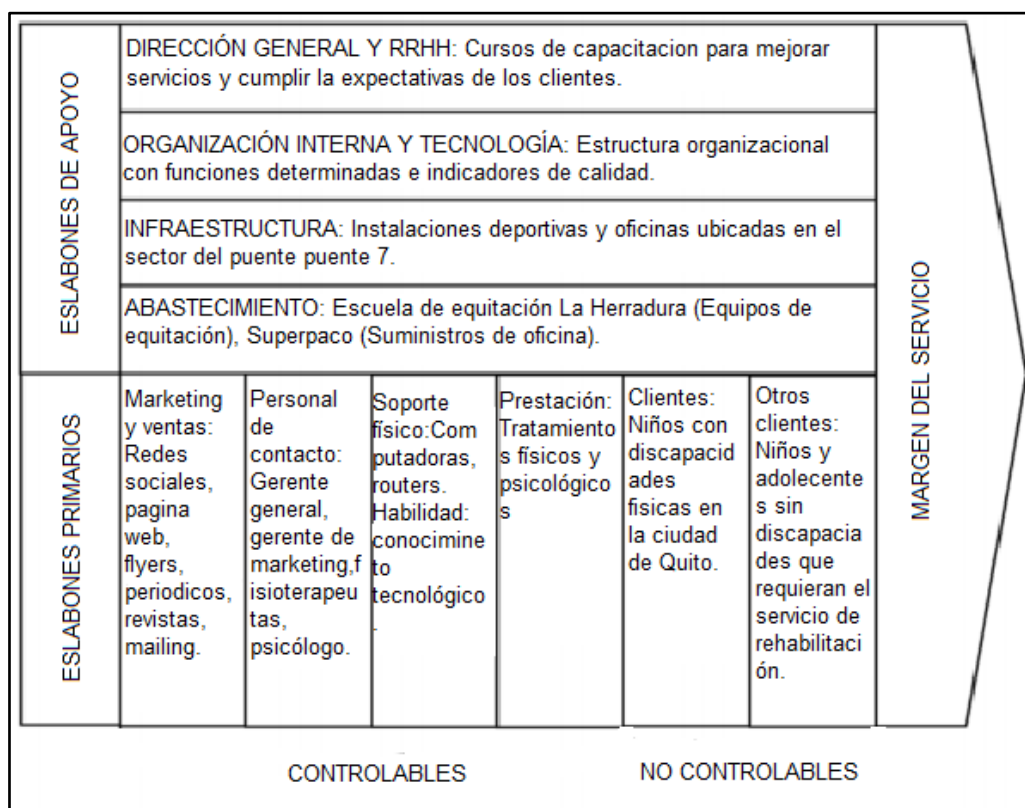 ESLABONES DE APOYO
DIRECCIÓN GENERAL Y RRHH: Cursos de capacitacion para mejorar
servicios y cumplir la expectativas de los clientes.
ORGANIZACIÓN INTERNA Y TECNOLOGÍA: Estructura organizacional
con funciones determinadas e indicadores de calidad.
INFRAESTRUCTURA: Instalaciones deportivas y oficinas ubicadas en el
sector del puente puente 7.
ABASTECIMIENTO: Escuela de equitación La Herradura (Equipos de
equitación), Superpaco (Suministros de oficina).
ESLABONES PRIMARIOS
Marketing
y ventas:
Redes
sociales,
pagina
web,
flyers,
periodicos,
revistas,
mailing.
Personal
de
contacto:
Gerente
general,
gerente de
marketing,f
isioterapeu
tas,
psicólogo.
Soporte
físico:Com
putadoras,
routers.
Habilidad:
conocimine
to
tecnológico
.
Prestación:
Tratamiento
s físicos y
psicológico
s
Clientes:
Niños con
discapacid
ades
fisicas en
la ciudad
de Quito.
Otros
clientes:
Niños y
adolecente
s sin
discapacia
des que
requieran el
servicio de
rehabilitaci
ón.
MARGEN DEL SERVICIO
CONTROLABLES
NO CONTROLABLES